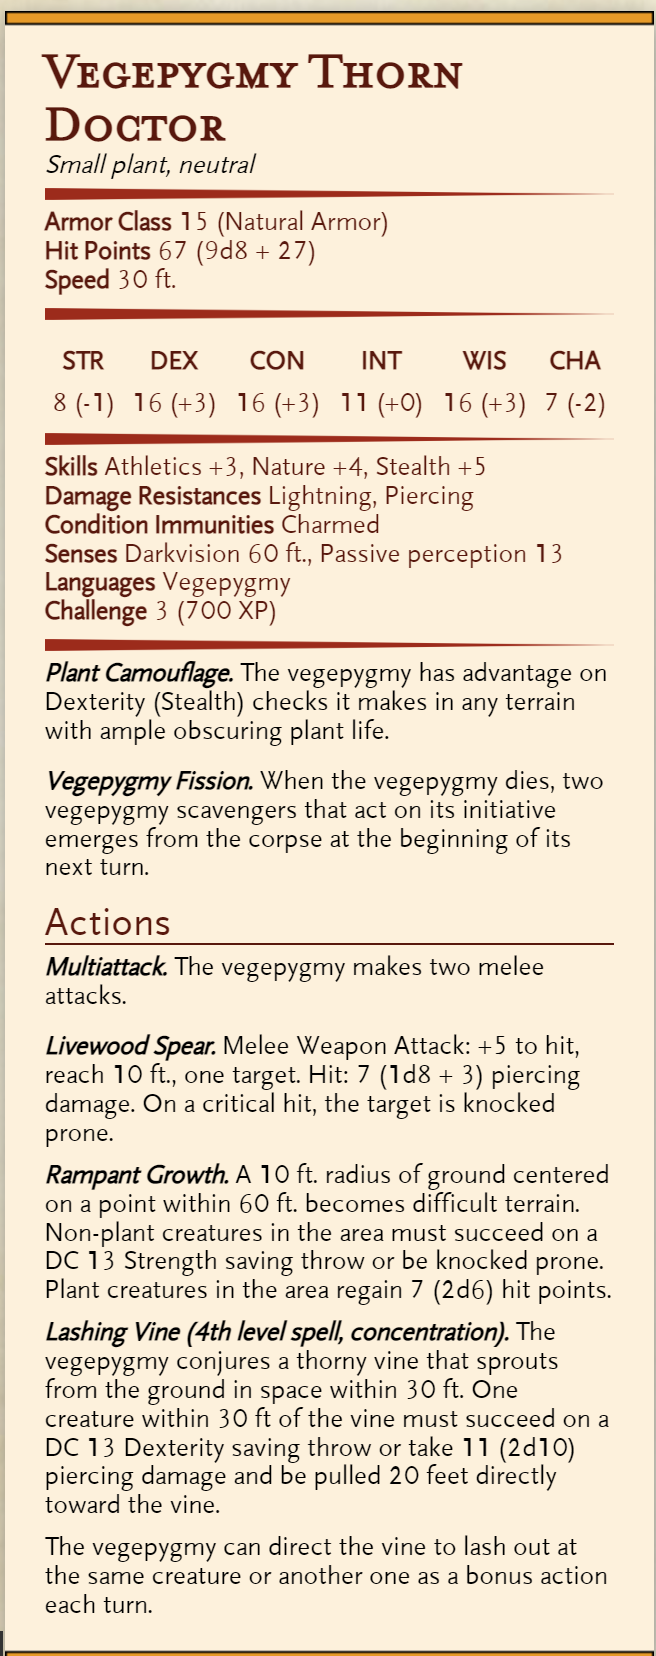 Vegepygmy Thorn
Doctor
Small plant, neutral
Armor Class 15 (Natural Armor)
Hit Points 67 (9d8 + 27)
Speed 30 ft.
STR DEX CON INT WIS CHA
8 (-1) 16 (+3) 16 (+3) 11 (+0) 16 (+3) 7 (-2)
Skills Athletics +3, Nature +4, Stealth +5
Damage Resistances Lightning, Piercing
Condition Immunities Charmed
Senses Darkvision 60 ft., Passive perception 13
Languages Vegepygmy
Challenge 3 (700 XP)
Plant Camouflage. The vegepygmy has advantage on
Dexterity (Stealth) checks it makes in any terrain
with ample obscuring plant life.
Vegepygmy Fission. When the vegepygmy dies, two
vegepygmy scavengers that act on its initiative
emerges from the corpse at the beginning of its
next turn.
Actions
Multiattack. The vegepygmy makes two melee
attacks.
Livewood Spear. Melee Weapon Attack: +5 to hit,
reach 10 ft., one target. Hit: 7 (1d8 + 3) piercing
damage. On a critical hit, the target is knocked
prone.
Rampant Growth. A 10 ft. radius of ground centered
on a point within 60 ft. becomes difficult terrain.
Non-plant creatures in the area must succeed on a
DC 13 Strength saving throw or be knocked prone.
Plant creatures in the area regain 7 (2d6) hit points.
Lashing Vine (4th level spell, concentration). The
vegepygmy conjures a thorny vine that sprouts
from the ground in space within 30 ft. One
creature within 30 ft of the vine must succeed on a
DC 13 Dexterity saving throw or take 11 (2d10)
piercing damage and be pulled 20 feet directly
toward the vine.
The vegepygmy can direct the vine to lash out at
the same creature or another one as a bonus action
each turn.